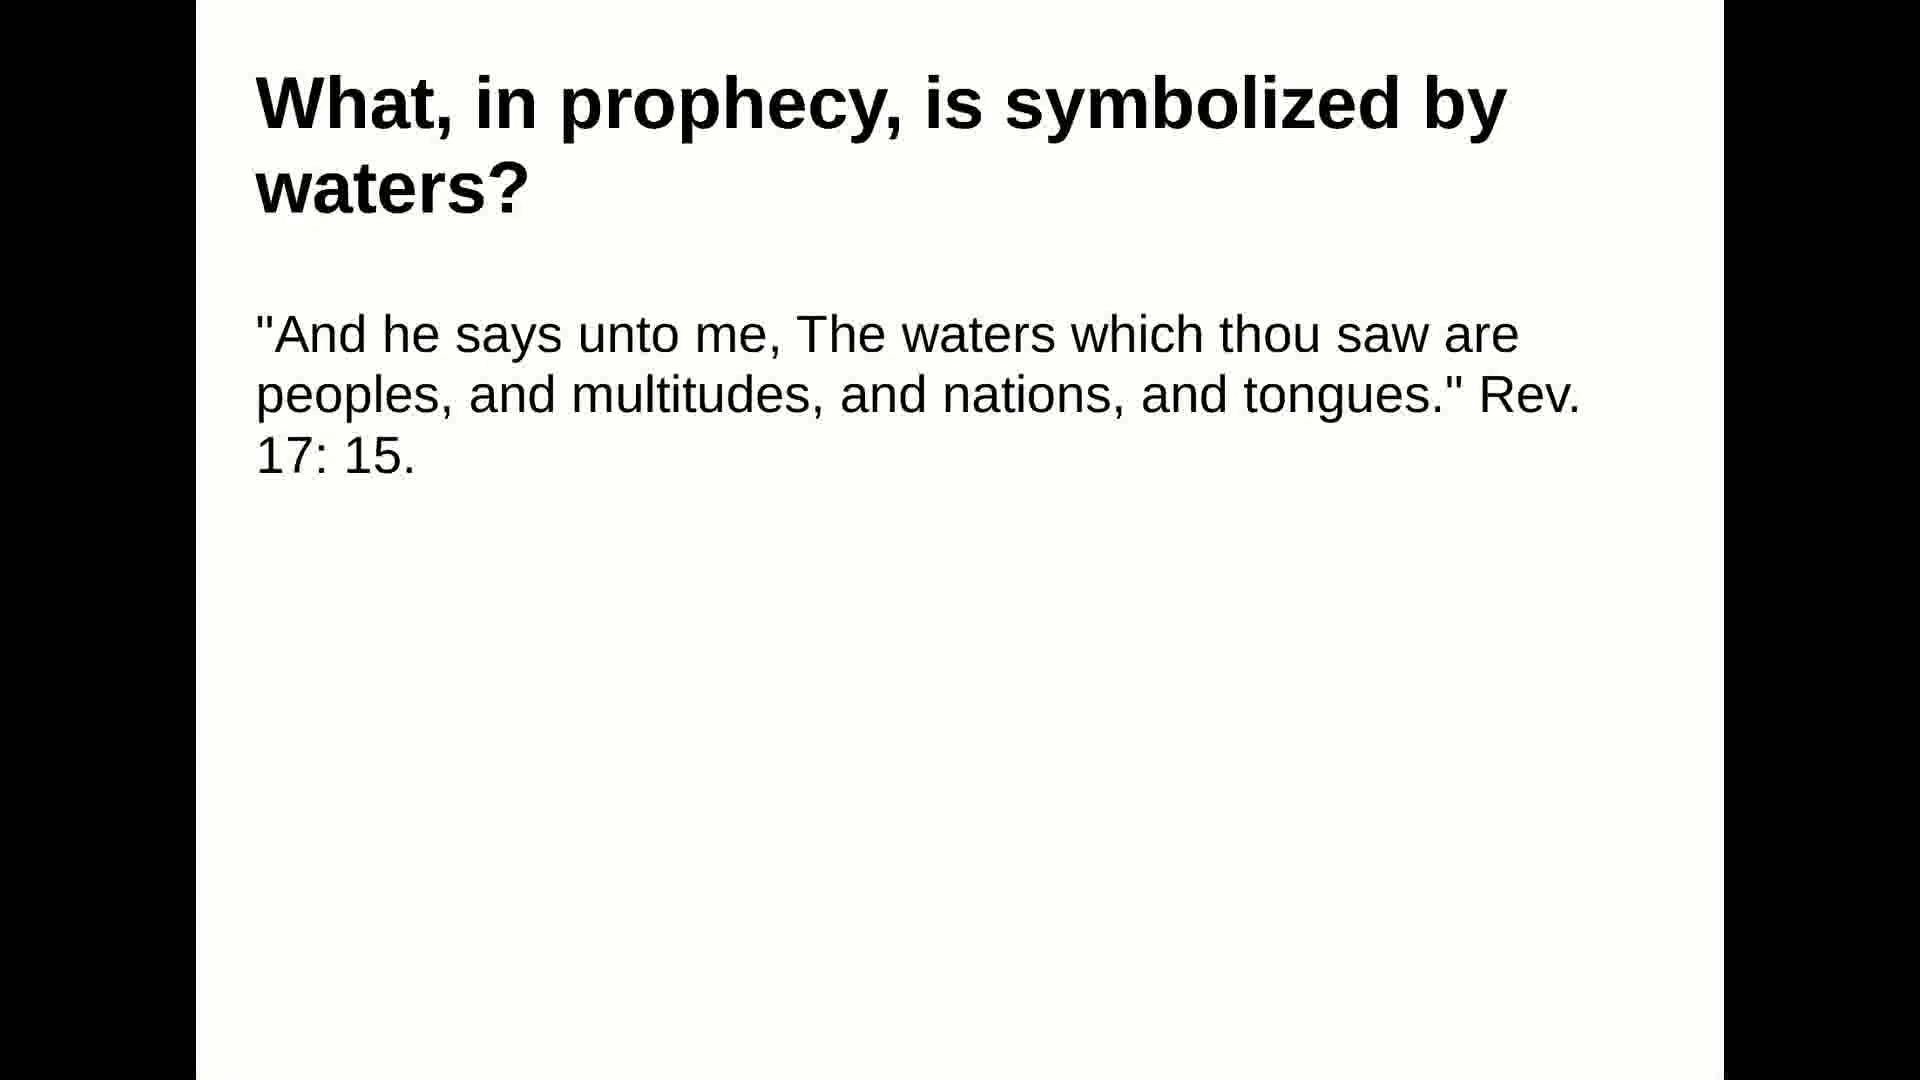 What, in prophecy, is symbolized by
waters?
"And he says unto me, The waters which thou saw are
peoples, and multitudes, and nations, and tongues." Rev.
17: 15.